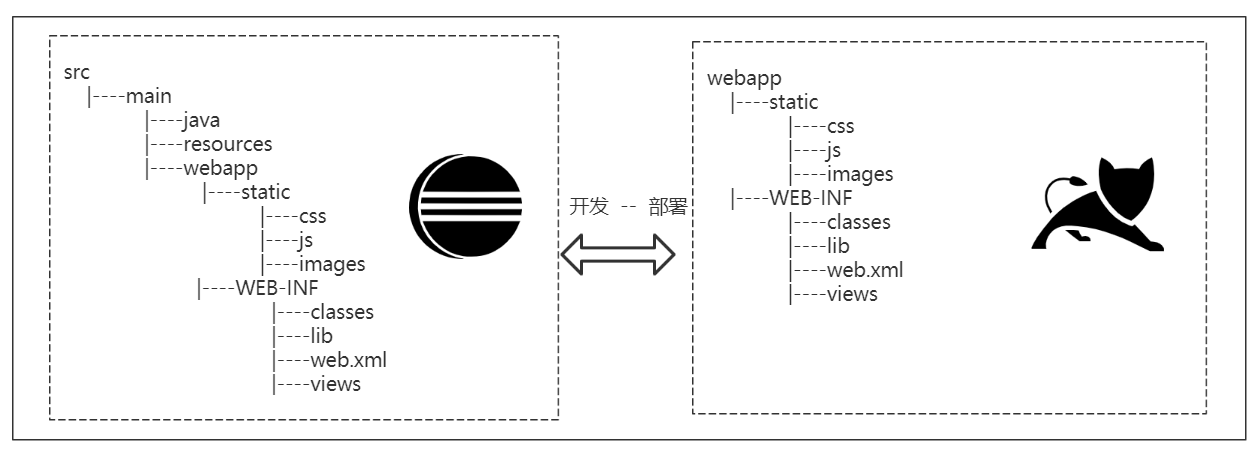 src
|----main
|----java
|----resources
|----webapp
|----static
|----css
|----js
|----images
|----WEB-INF
|----classes
|----lib
|----web.xml
|----views
开发 -- 部署
webapp
|----static
|----css
|----js
|----images
|----WEB-INF
|----classes
|----lib
|----web.xml
|----views